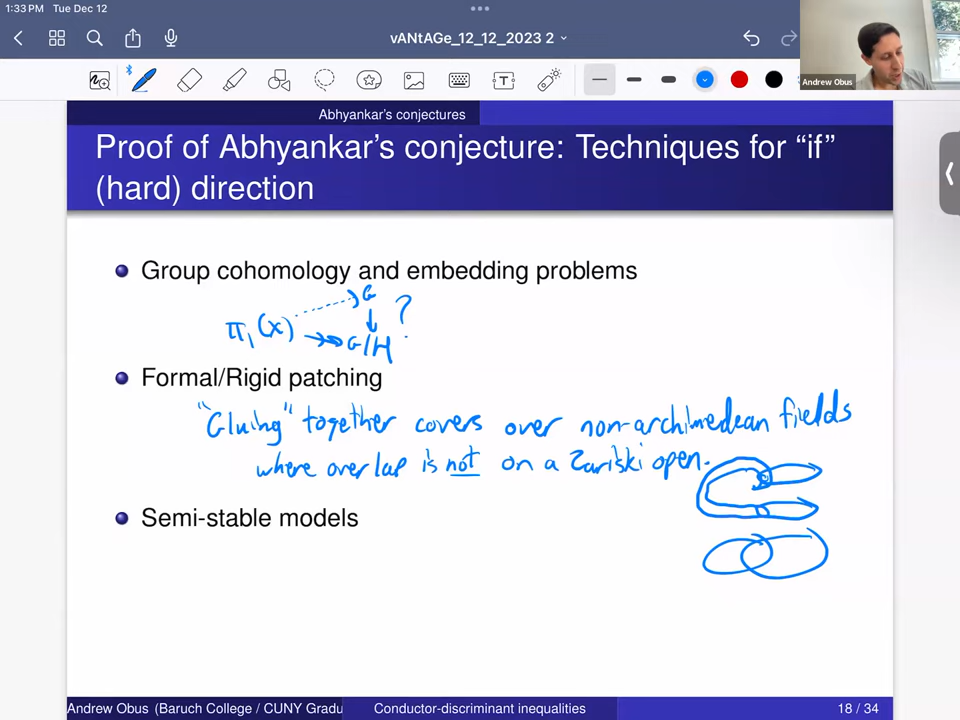 1:33 PM Tue Dec 12
vANtAGe_12_12_2023 2
Andrew Obus
Abhyankar's conjectures
Proof of Abhyankar's conjecture: Techniques for "if"
(hard) direction
Group cohomology and embedding problems
G ?
π₁(x)
G/H
Formal/Rigid patching
"Gluing" together covers over non-archimedean fields
where overlap is not on a Zariski open.
Semi-stable models
Andrew Obus (Baruch College / CUNY Gradu Conductor-discriminant inequalities 18 / 34